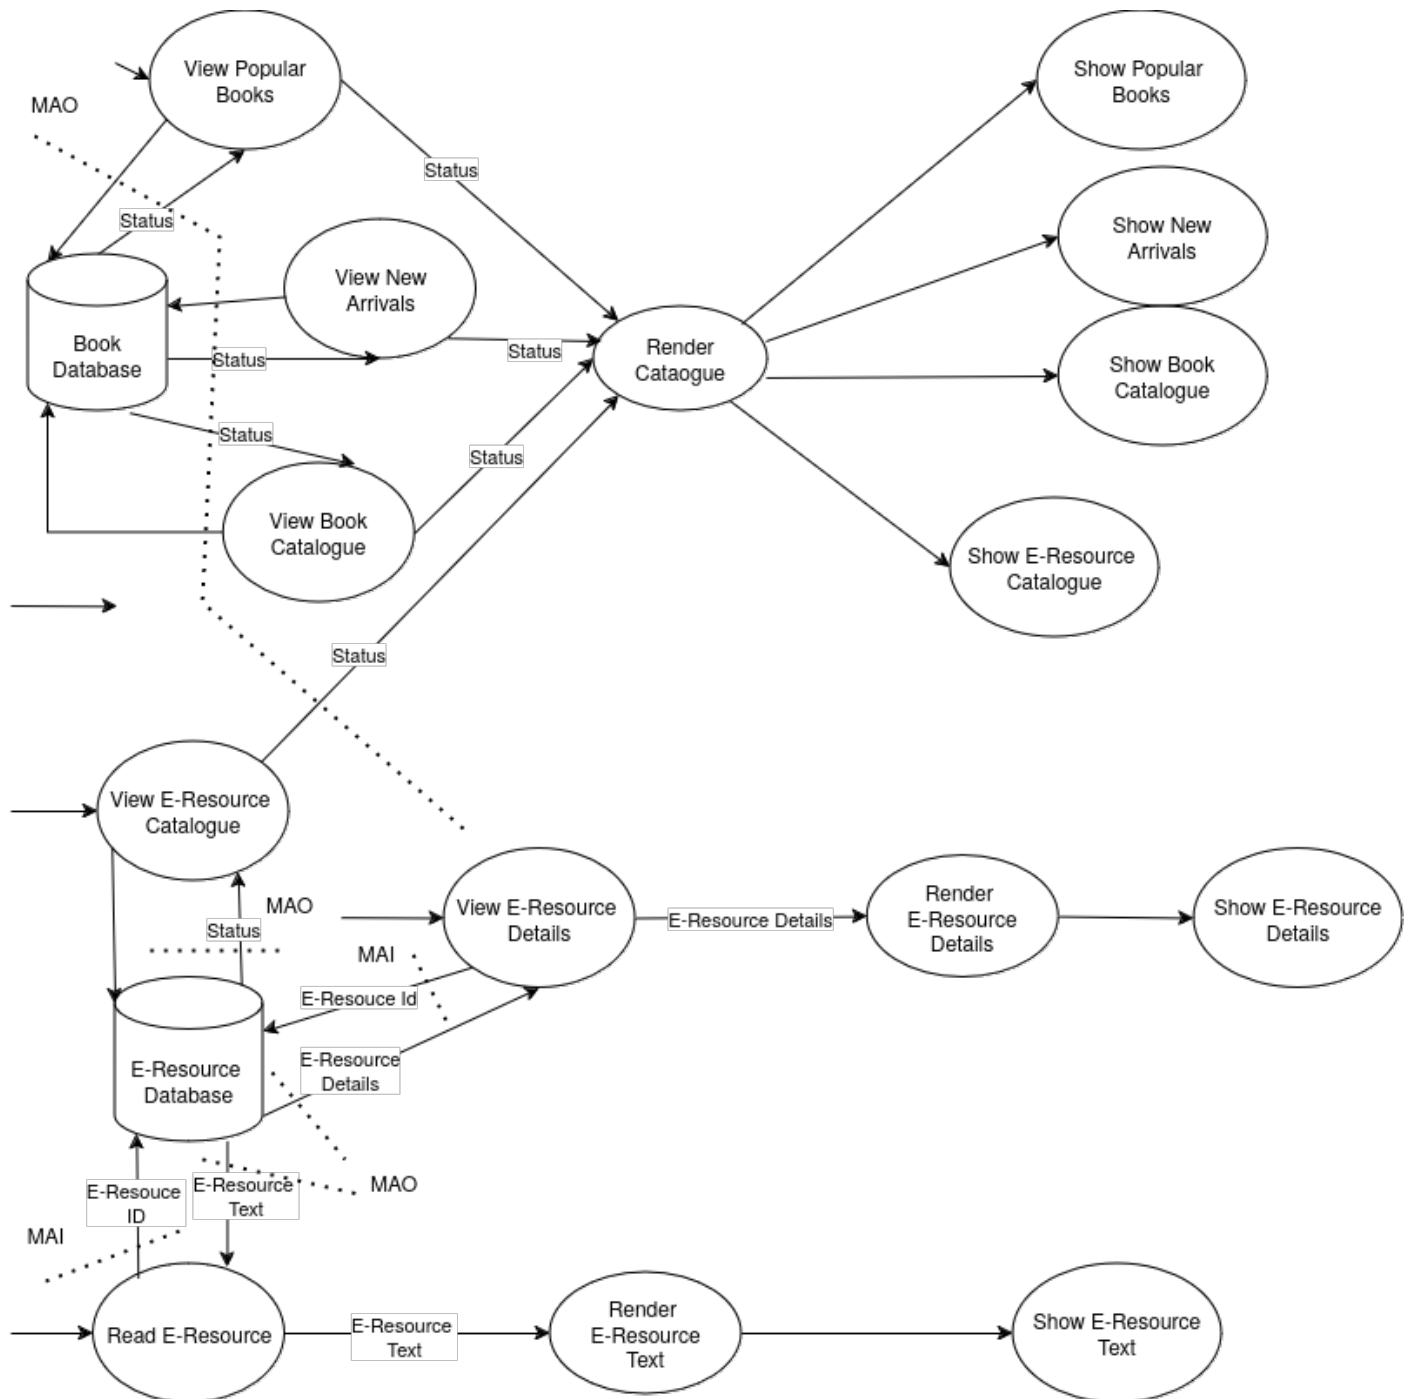 View Popular
Books
MAO
Status
Status
View New
Arrivals
Book
Database
Status
Status
Status
View Book
Catalogue
Status
Render
Cataogue
Show Popular
Books
Show New
Arrivals
Show Book
Catalogue
Show E-Resource
Catalogue
Status
View E-Resource
Catalogue
MAO
Status
View E-Resource
Details
E-Resource Details
Render
E-Resource
Details
Show E-Resource
Details
MAI
E-Resouce Id
E-Resource
Details
E-Resource
Database
MAO
E-Resouce
ID
E-Resource
Text
MAI
Read E-Resource
E-Resource
Text
Render
E-Resource
Text
Show E-Resource
Text